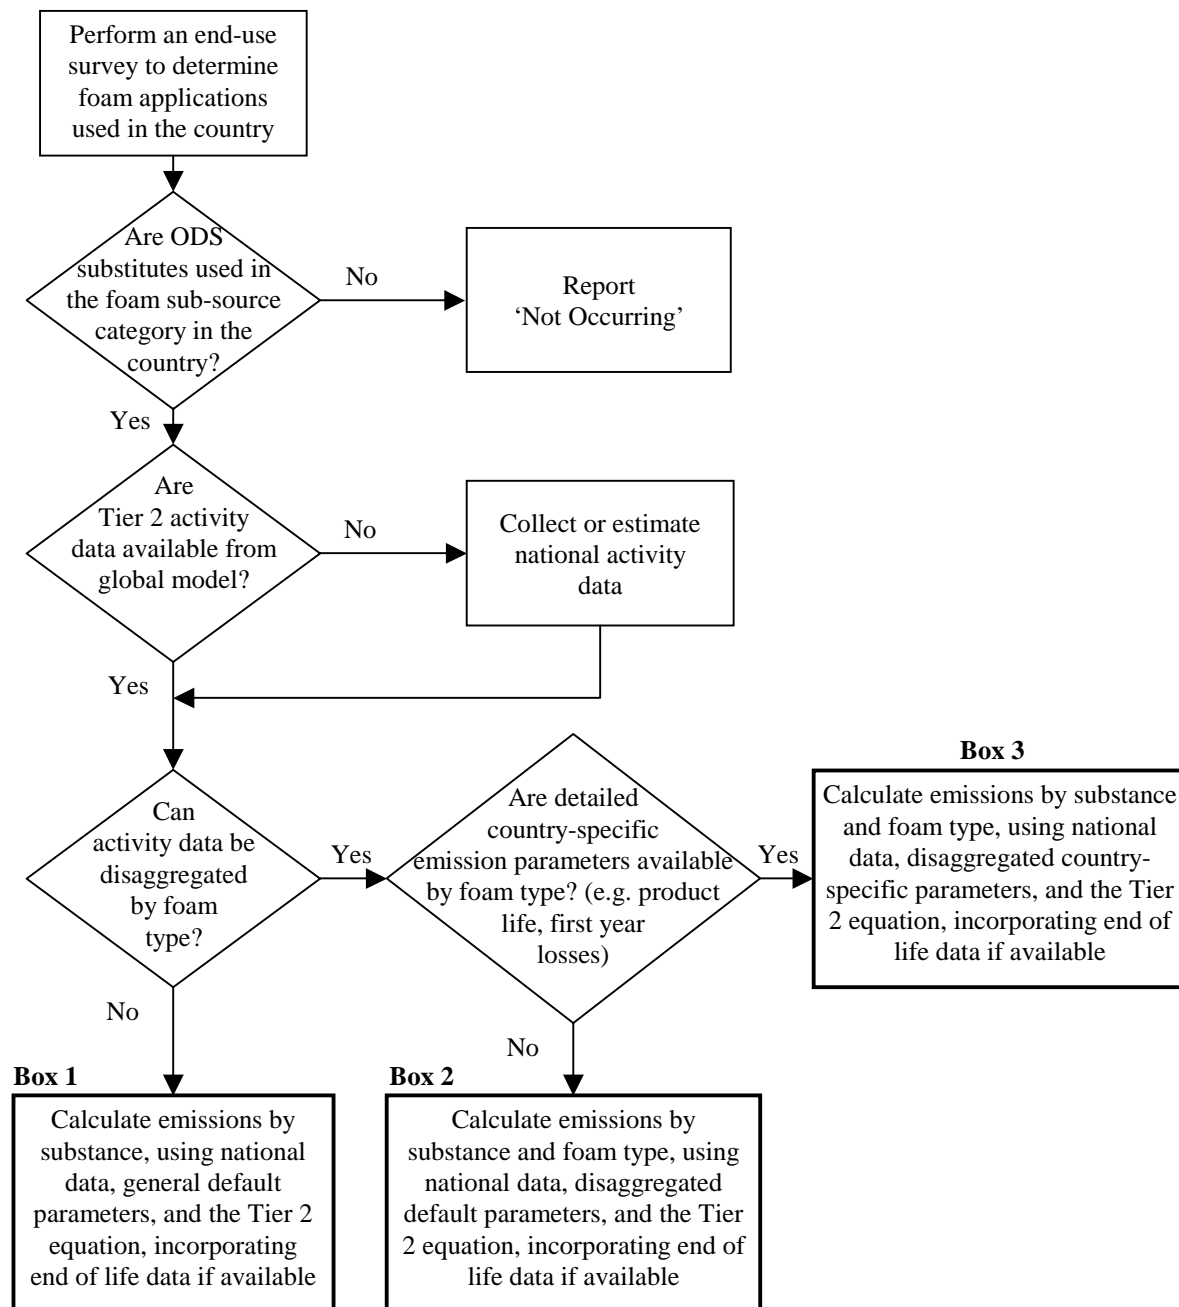 Perform an end-use
survey to determine
foam applications
used in the country
Are ODS
substitutes used in
the foam sub-source
category in the
country?
No
Report
‘Not Occurring’
Yes
Are
Tier 2 activity
data available from
global model?
No
Collect or estimate
national activity
data
Yes
Can
activity data be
disaggregated
by foam
type?
Yes
Are detailed
country-specific
emission parameters available
by foam type? (e.g. product
life, first year
losses)
Yes
Box 3
Calculate emissions by substance
and foam type, using national
data, disaggregated country-
specific parameters, and the Tier
2 equation, incorporating end of
life data if available
No
Box 1
Calculate emissions by
substance, using national
data, general default
parameters, and the Tier 2
equation, incorporating
end of life data if available
No
Box 2
Calculate emissions by
substance and foam type, using
national data, disaggregated
default parameters, and the Tier
2 equation, incorporating end of
life data if available